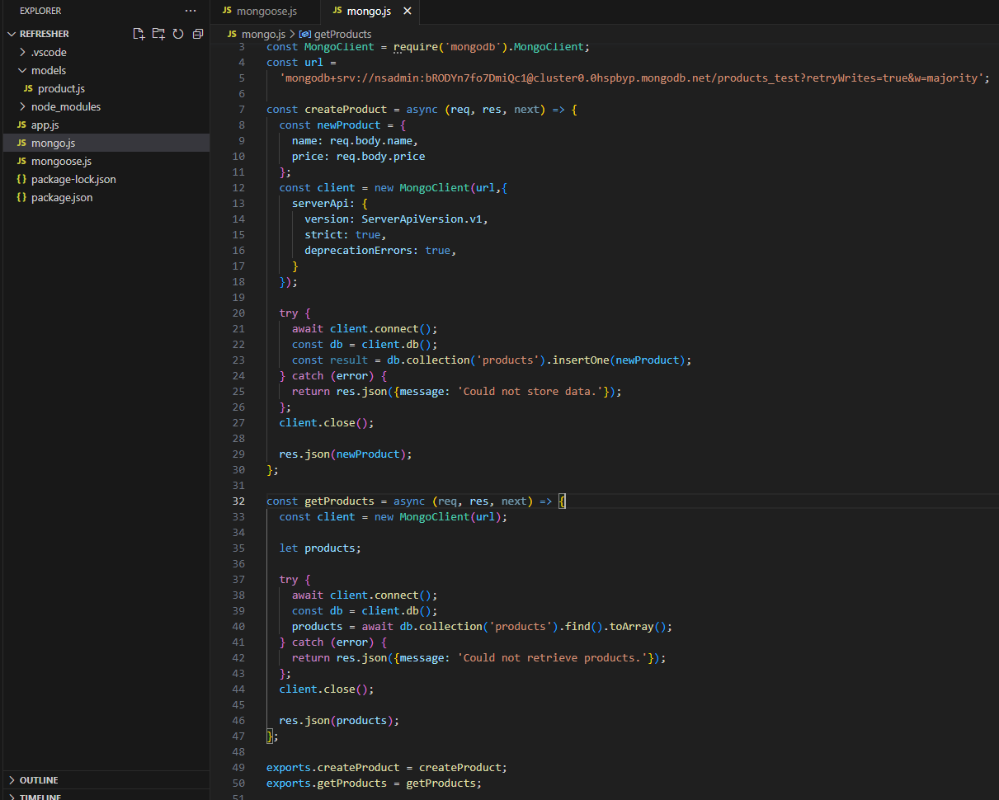 EXPLORER
REFRESHER
.vscode
models
JS product.js
node_modules
JS app.js
JS mongo.js
JS mongoose.js
{} package-lock.json
{} package.json
OUTLINE
TIMELINE
JS mongoose.js
JS mongo.js
JS mongo.js > getProducts
3 const MongoClient = require('mongodb').MongoClient;
4 const url =
5 'mongodb+srv://nsadmin:bRODYn7fo7DmiQc1@cluster0.0hspbyp.mongodb.net/products_test?retryWrites=true&w=majority';
6
7 const createProduct = async (req, res, next) => {
8 const newProduct = {
9 name: req.body.name,
10 price: req.body.price
11 };
12 const client = new MongoClient(url,{
13 serverApi: {
14 version: ServerApiVersion.v1,
15 strict: true,
16 deprecationErrors: true,
17 }
18 });
19
20 try {
21 await client.connect();
22 const db = client.db();
23 const result = db.collection('products').insertOne(newProduct);
24 } catch (error) {
25 return res.json({message: 'Could not store data.'});
26 };
27 client.close();
28
29 res.json(newProduct);
30 };
31
32 const getProducts = async (req, res, next) => {
33 const client = new MongoClient(url);
34
35 let products;
36
37 try {
38 await client.connect();
39 const db = client.db();
40 products = await db.collection('products').find().toArray();
41 } catch (error) {
42 return res.json({message: 'Could not retrieve products.'});
43 };
44 client.close();
45
46 res.json(products);
47 };
48
49 exports.createProduct = createProduct;
50 exports.getProducts = getProducts;
51